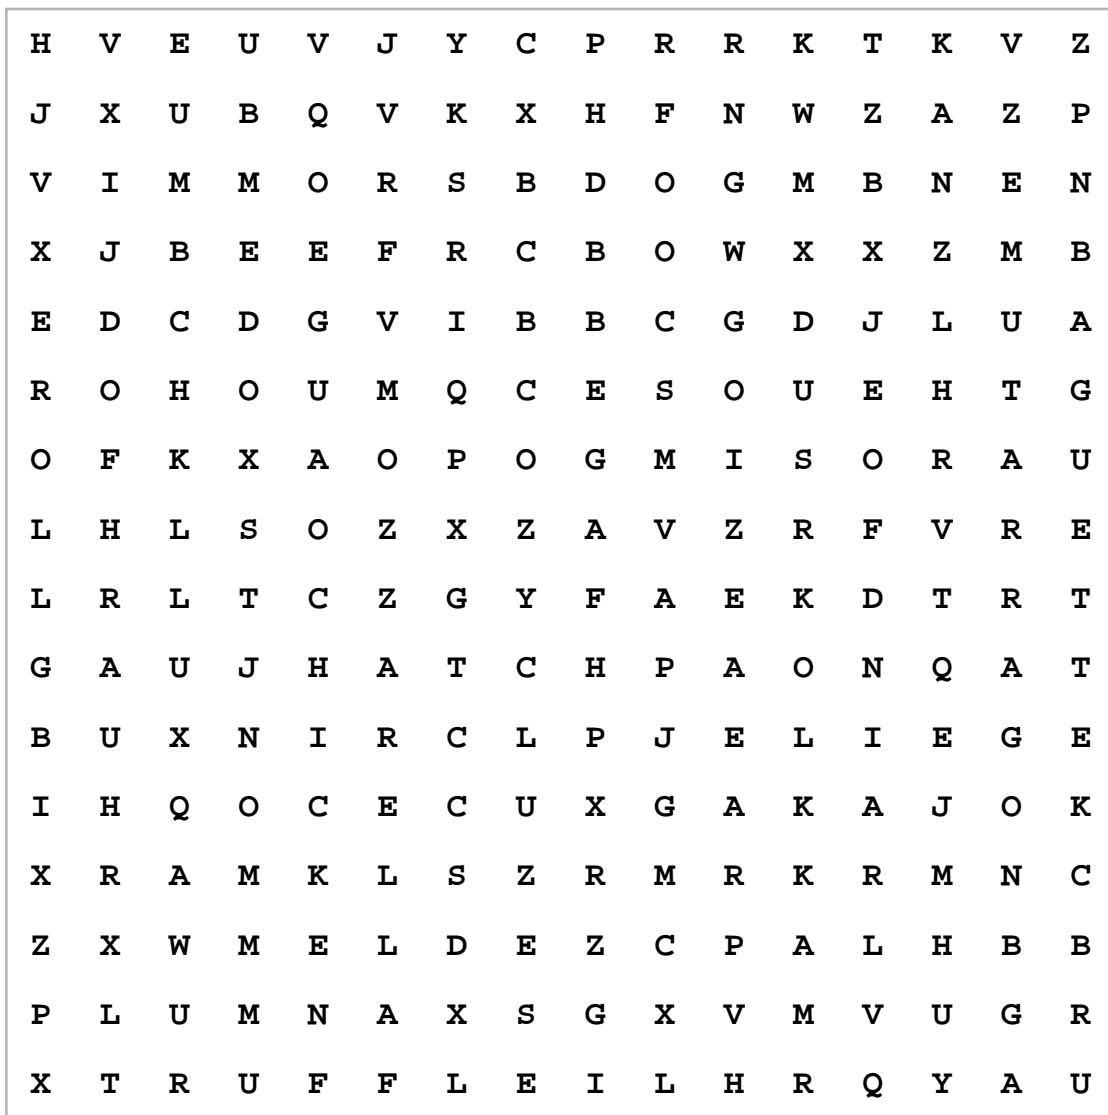 H V E U V J Y C P R R K T K V Z
J X U B Q V K X H F N W Z A Z P
V I M M O R S B D O G M B N E N
X J B E E F R C B O W X X Z M B
E D C D G V I B B C G D J L U A
R O H O U M Q C E S O U E H T G
O F K X A O P O G M I S O R A U
L H L S O Z X Z A V Z R F V R E
L R L T C Z G Y F A E K D T R T
G A U J H A T C H P A O N Q A T
B U X N I R C L P J E L I E G E
I H Q O C E C U X G A K A J O K
X R A M K L S Z R M R K R M N C
Z X W M E L D E Z C P A L H B B
P L U M N A X S G X V M V U G R
X T R U F F L E I L H R Q Y A U